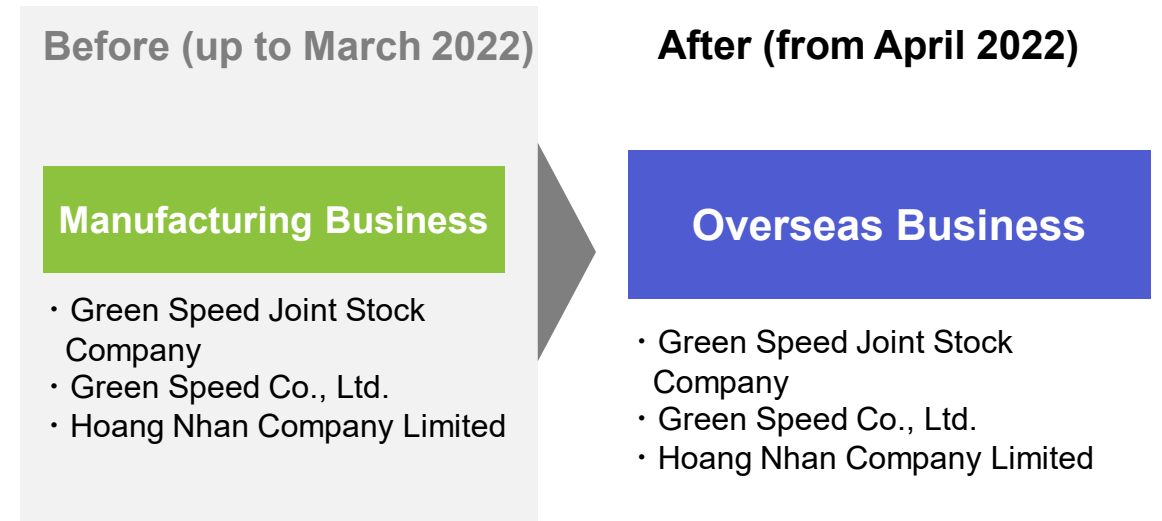 Before (up to March 2022)
Manufacturing Business
・Green Speed Joint Stock
Company
・Green Speed Co., Ltd.
・Hoang Nhan Company Limited
After (from April 2022)
Overseas Business
・Green Speed Joint Stock
Company
・Green Speed Co., Ltd.
・Hoang Nhan Company Limited